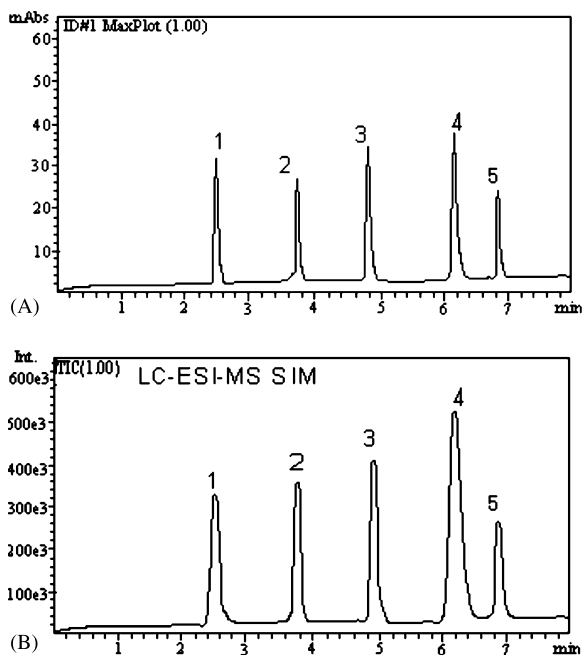 mAbs
ID#1 MaxPlot (1.00)
60
50
40
30
20
10
1 2 3 4 5
1 2 3 4 5 6 7 min
(A)
Int.
TIC(1.00) LC-ESI-MS SIM
600e3
500e3
400e3
300e3
200e3
100e3
1 2 3 4 5
1 2 3 4 5 6 7 min
(B)